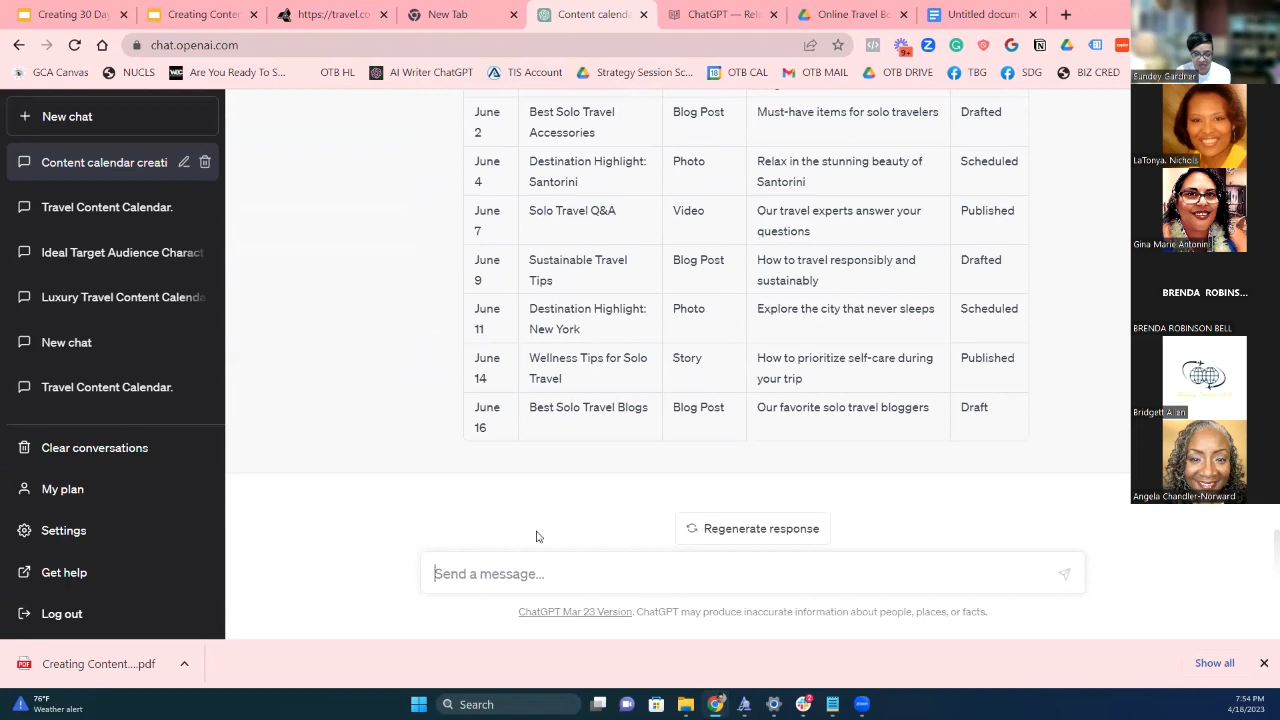 Creating Conten
Creating Conten
https://travel.co
New Tab
Content calenda
ChatGPT — Rel
Online Travel Bo
Untitled docum
chat.openai.com
9+
GCA Canvas
NUCLS
Are You Ready To S...
OTB HL
AI Writer ChatGPT
TIS Account
Strategy Session Sc...
OTB CAL
OTB MAIL
OTB DRIVE
TBG
SDG
BIZ CRED
New chat
Content calendar creati
Travel Content Calendar.
Ideal Target Audience Charact
Luxury Travel Content Calenda
New chat
Travel Content Calendar.
Clear conversations
My plan
Settings
Get help
Log out
June 2 Best Solo Travel Accessories Blog Post Must-have items for solo travelers Drafted
June 4 Destination Highlight: Santorini Photo Relax in the stunning beauty of Santorini Scheduled
June 7 Solo Travel Q&A Video Our travel experts answer your questions Published
June 9 Sustainable Travel Tips Blog Post How to travel responsibly and sustainably Drafted
June 11 Destination Highlight: New York Photo Explore the city that never sleeps Scheduled
June 14 Wellness Tips for Solo Travel Story How to prioritize self-care during your trip Published
June 16 Best Solo Travel Blogs Blog Post Our favorite solo travel bloggers Draft
Regenerate response
Send a message...
ChatGPT Mar 23 Version. ChatGPT may produce inaccurate information about people, places, or facts.
Sundey Gardner
LaTonya. Nichols
Gina Marie Antonini
BRENDA ROBINS...
BRENDA ROBINSON BELL
Bridgett Allen
Angela Chandler-Norward
Creating Content....pdf
Show all
76°F
Weather alert
Search
7:54 PM
4/18/2023